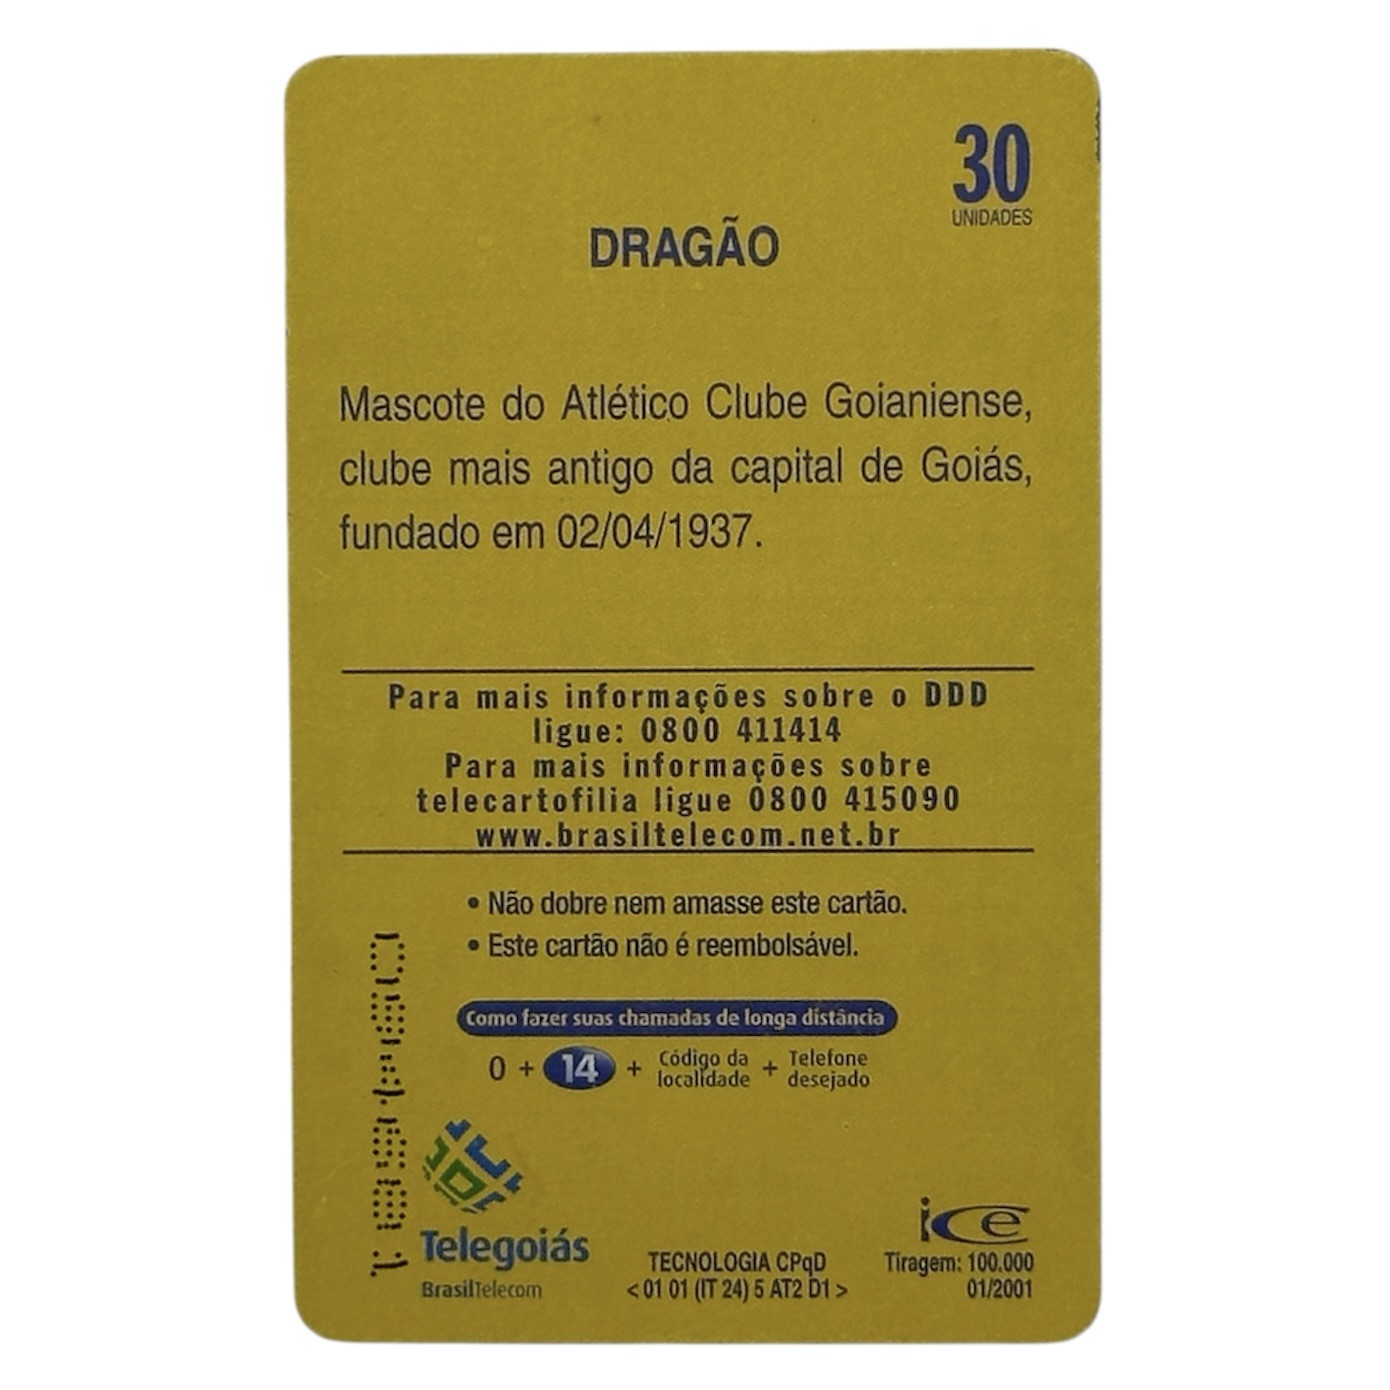 30
UNIDADES
DRAGÃO
Mascote do Atlético Clube Goianiense,
clube mais antigo da capital de Goiás,
fundado em 02/04/1937.
Para mais informações sobre o DDD
ligue: 0800 411414
Para mais informações sobre
telecartofilia ligue 0800 415090
www.brasiltelecom.net.br
• Não dobre nem amasse este cartão.
• Este cartão não é reembolsável.
Como fazer suas chamadas de longa distância
0 + 14 + Código da localidade + Telefone desejado
Telegoiás
BrasilTelecom
TECNOLOGIA CPqD
< 01 01 (IT 24) 5 AT2 D1 >
ice
Tiragem: 100.000
01/2001